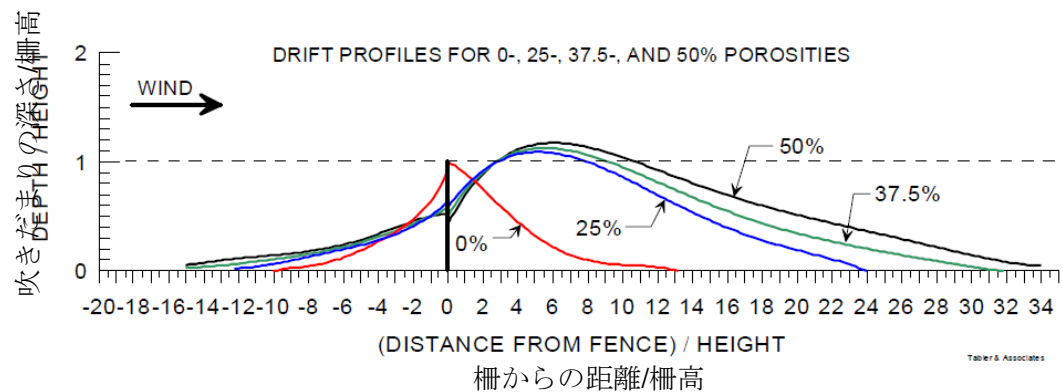 吹きだまりの深さ/柵高
DEPTH / HEIGHT
DRIFT PROFILES FOR 0-, 25-, 37.5-, AND 50% POROSITIES
WIND
2
1
0
50%
37.5%
25%
0%
-20 -18 -16 -14 -12 -10 -8 -6 -4 -2 0 2 4 6 8 10 12 14 16 18 20 22 24 26 28 30 32 34
(DISTANCE FROM FENCE) / HEIGHT
Tabler & Associates
柵からの距離/柵高